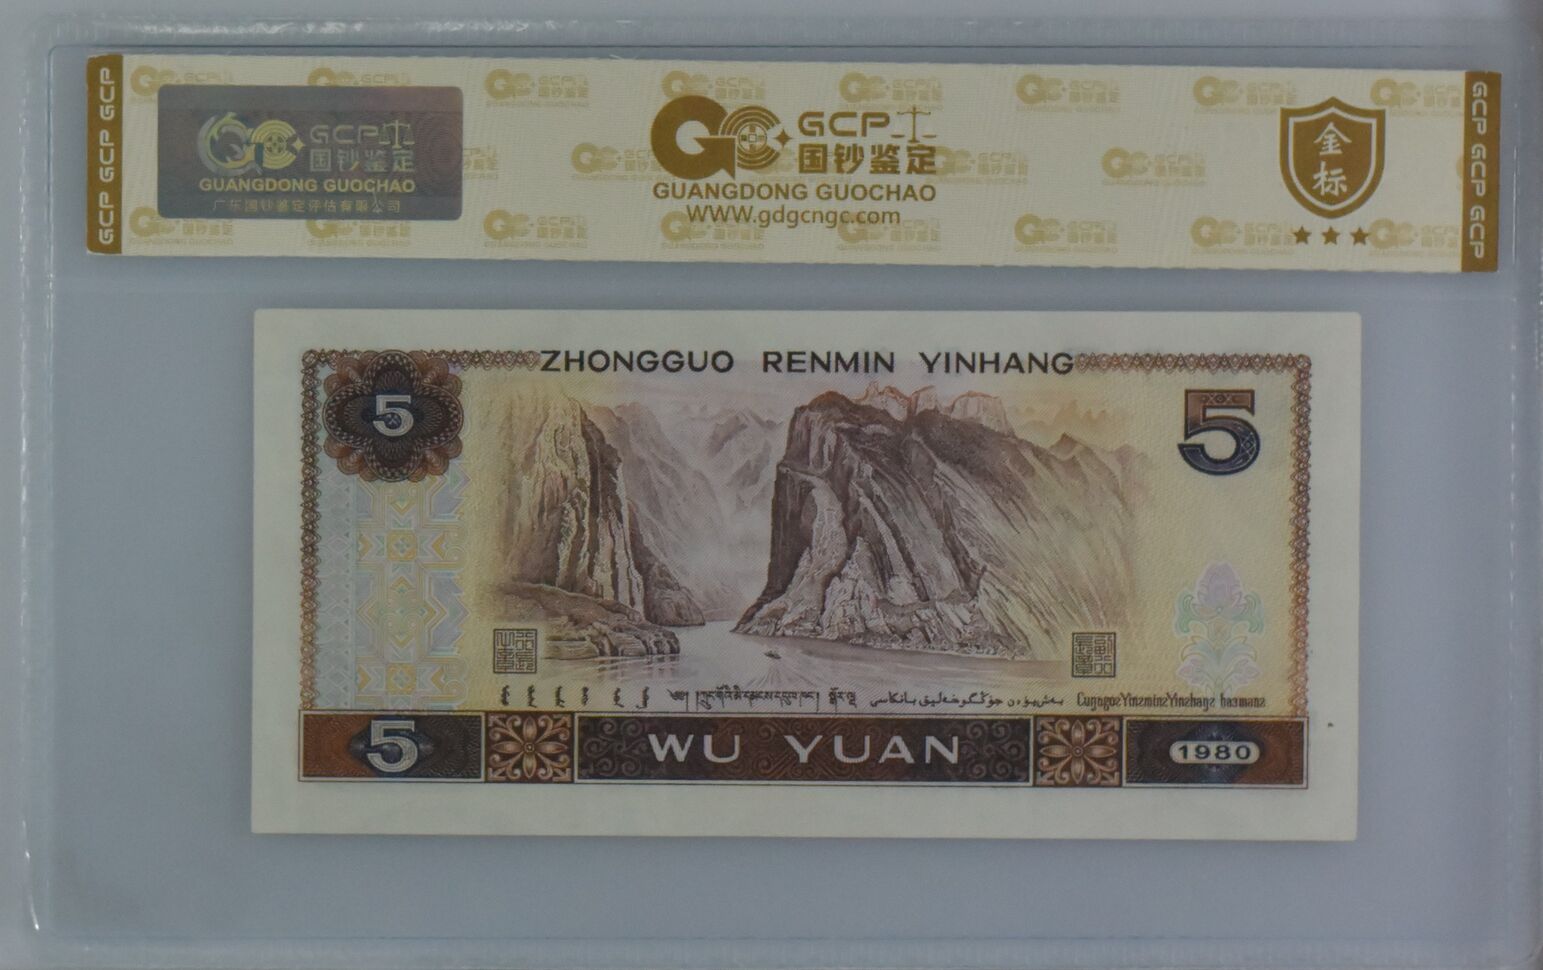 GCP GCP GCP
GCP
国钞鉴定
GUANGDONG GUOCHAO
广东国钞鉴定评估有限公司
GCP
国钞鉴定
GUANGDONG GUOCHAO
WWW.gdgcngc.com
金标
GCP GCP GCP
ZHONGGUO RENMIN YINHANG
5
5
5 WU YUAN 1980